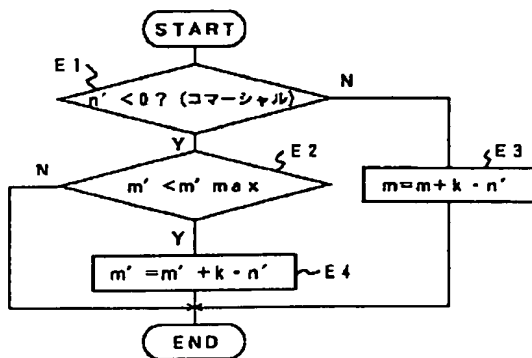 START
E1
n′ <0? (コマーシャル)
N
Y
E2
N
m′ <m′ max
E3
m=m+k-n′
Y
m′ =m′ +k-n′
E4
END